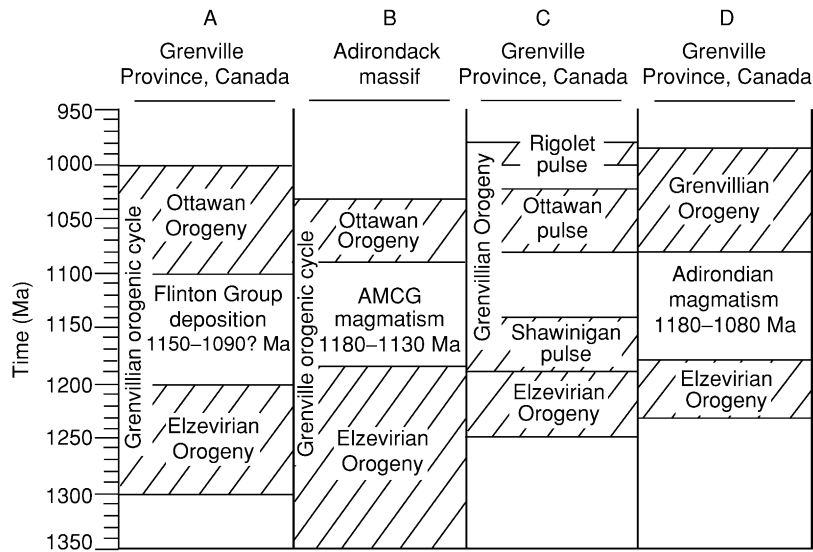 A
B
C
D
Grenville
Province, Canada
Adirondack
massif
Grenville
Province, Canada
Grenville
Province, Canada
Time (Ma)
950
1000
1050
1100
1150
1200
1250
1300
1350
Grenvillian orogenic cycle
Ottawan
Orogeny
Flinton Group
deposition
1150–1090? Ma
Elzevirian
Orogeny
Grenville orogenic cycle
Ottawan
Orogeny
AMCG
magmatism
1180–1130 Ma
Elzevirian
Orogeny
Grenvillian Orogeny
Rigolet
pulse
Ottawan
pulse
Shawinigan
pulse
Elzevirian
Orogeny
Grenvillian
Orogeny
Adirondian
magmatism
1180–1080 Ma
Elzevirian
Orogeny